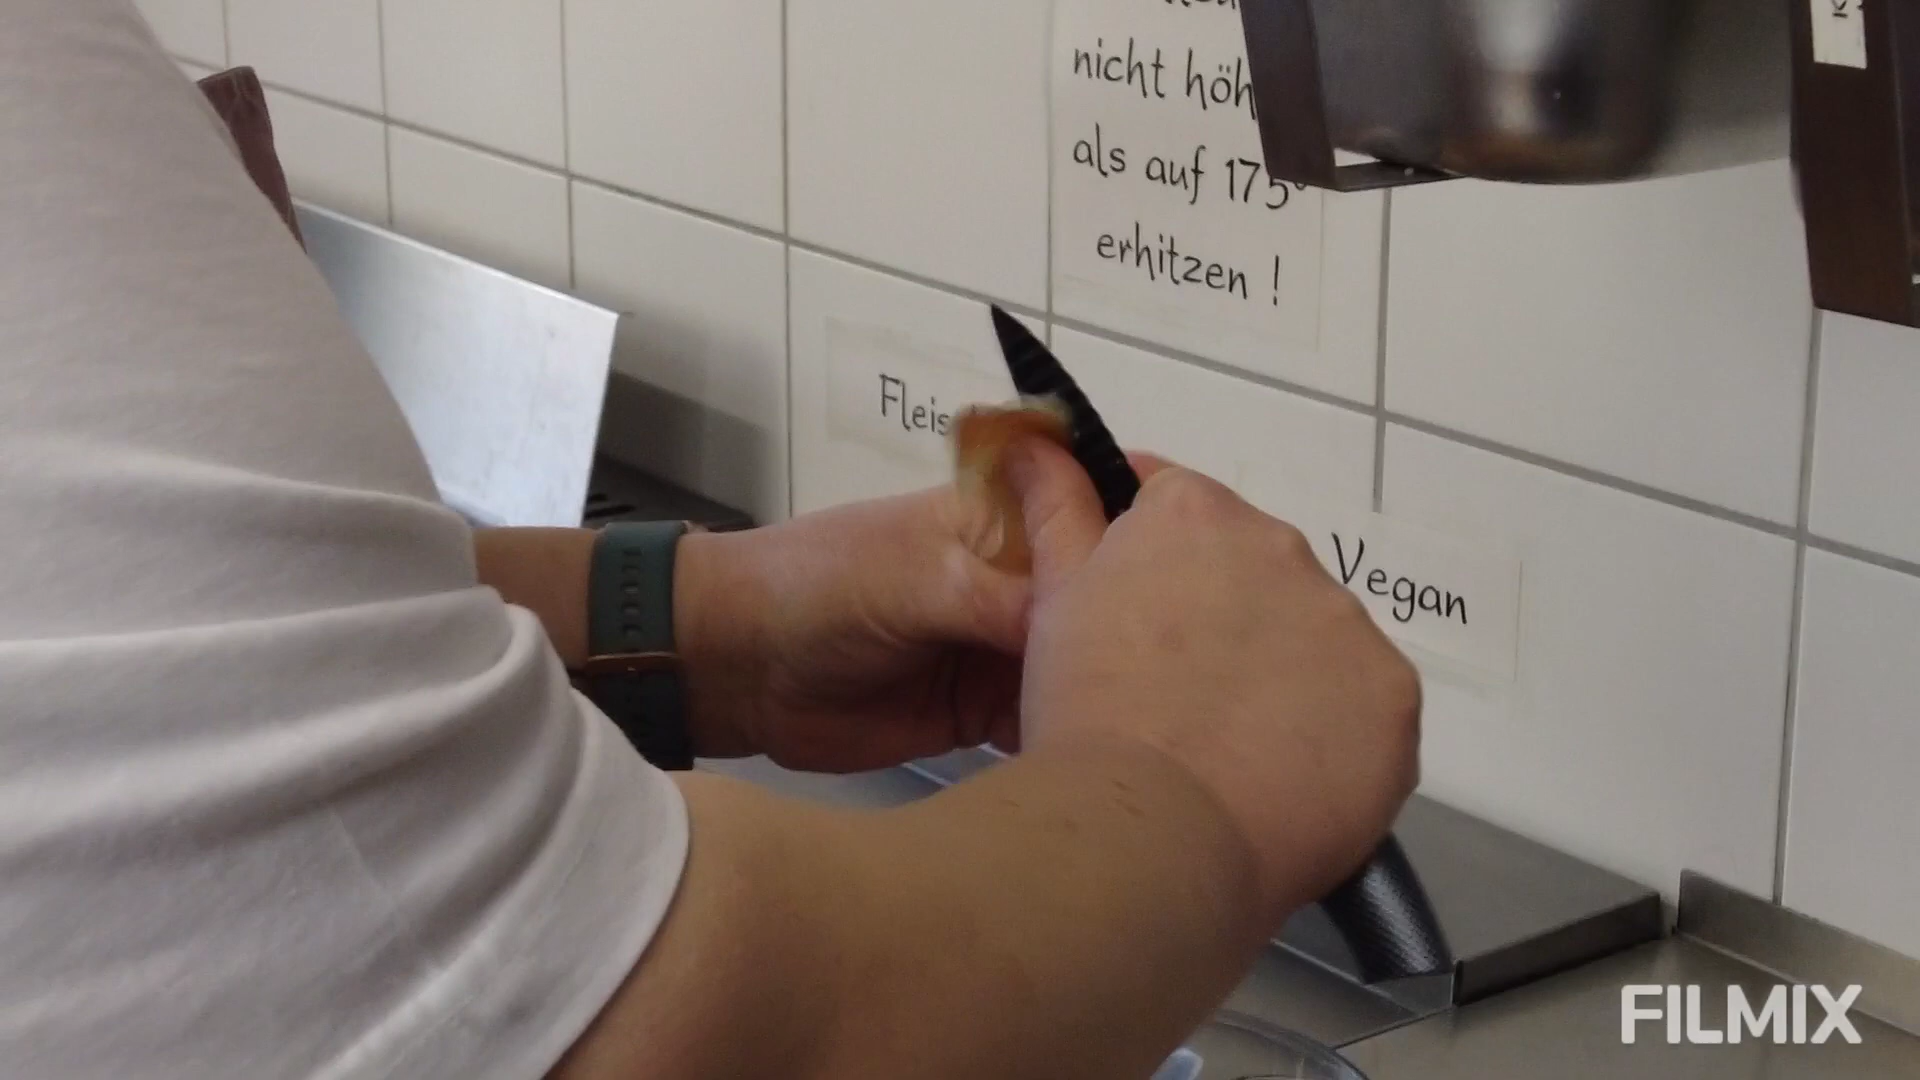 nicht höh
als auf 175°
erhitzen !
Fleis
Vegan
FILMIX